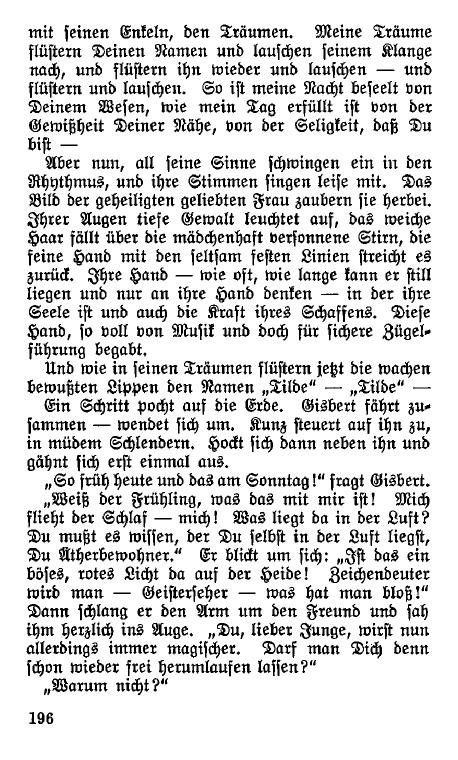 mit seinen Enkeln, den Träumen. Meine Träume
flüstern Deinen Namen und lauschen seinem Klange
nach, und flüstern ihn wieder und lauschen — und
flüstern und lauschen. So ist meine Nacht beseelt von
Deinem Wesen, wie mein Tag erfüllt ist von der
Gewißheit Deiner Nähe, von der Seligkeit, daß Du
bist —
Aber nun, all seine Sinne schwingen ein in den
Rhythmus, und ihre Stimmen singen leise mit. Das
Bild der geheiligten geliebten Frau zaubern sie herbei.
Ihrer Augen tiefe Gewalt leuchtet auf, das weiche
Haar fällt über die mädchenhaft versonnene Stirn, die
feine Hand mit den seltsam festen Linien streicht es
zurück. Ihre Hand — wie oft, wie lange kann er still
liegen und nur an ihre Hand denken — in der ihre
Seele ist und auch die Kraft ihres Schaffens. Diese
Hand, so voll von Musik und doch für sichere Zügel-
führung begabt.
Und wie in seinen Träumen flüstern jetzt die wachen
bewußten Lippen den Namen „Tilde“ — „Tilde“ —
Ein Schritt pocht auf die Erde. Gisbert fährt zu-
sammen — wendet sich um. Kunz steuert auf ihn zu,
in müdem Schlendern. Hockt sich dann neben ihn und
gähnt sich erst einmal aus.
„So früh heute und das am Sonntag!“ fragt Gisbert.
„Weiß der Frühling, was das mit mir ist! Mich
flieht der Schlaf — mich! Was liegt da in der Luft?
Du mußt es wissen, der Du selbst in der Luft liegst,
Du Ätherbewohner.“ Er blickt um sich: „Ist das ein
böses, rotes Licht da auf der Heide! Zeichendeuter
wird man — Geisterseher — was hat man bloß!“
Dann schlang er den Arm um den Freund und sah
ihm herzlich ins Auge. „Du, lieber Junge, wirst nun
allerdings immer magischer. Darf man Dich denn
schon wieder frei herumlaufen lassen?“
„Warum nicht?“
196